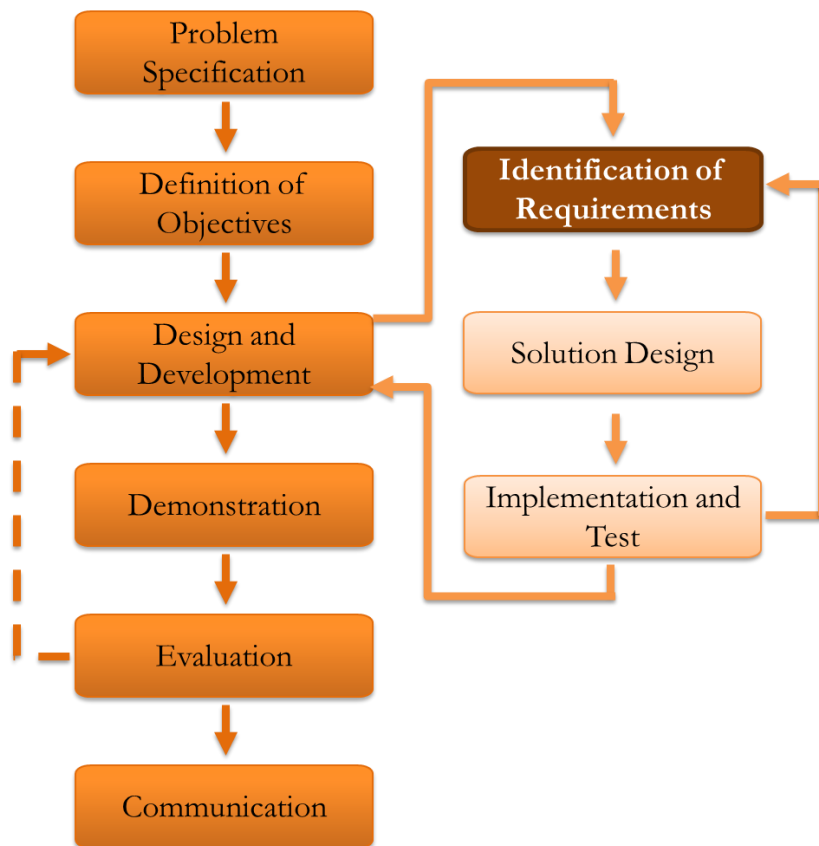 Problem
Specification
Definition of
Objectives
Design and
Development
Demonstration
Evaluation
Communication
Identification of
Requirements
Solution Design
Implementation and
Test